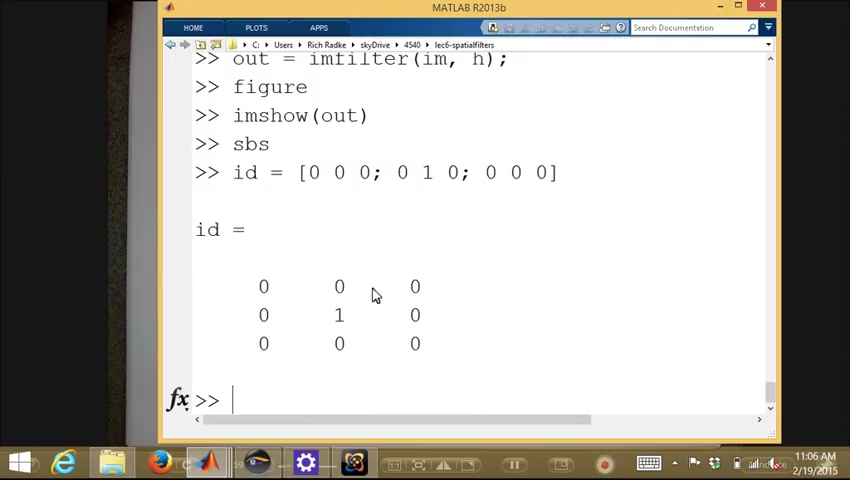 MATLAB R2013b
HOME PLOTS APPS Search Documentation
C: Users Rich Radke skyDrive 4540 lec6-spatialfilters
>> out = imfilter(im, h);
>> figure
>> imshow(out)
>> sbs
>> id = [0 0 0; 0 1 0; 0 0 0]
id =
0 0 0
0 1 0
0 0 0
fx >>
11:06 AM
2/19/2015